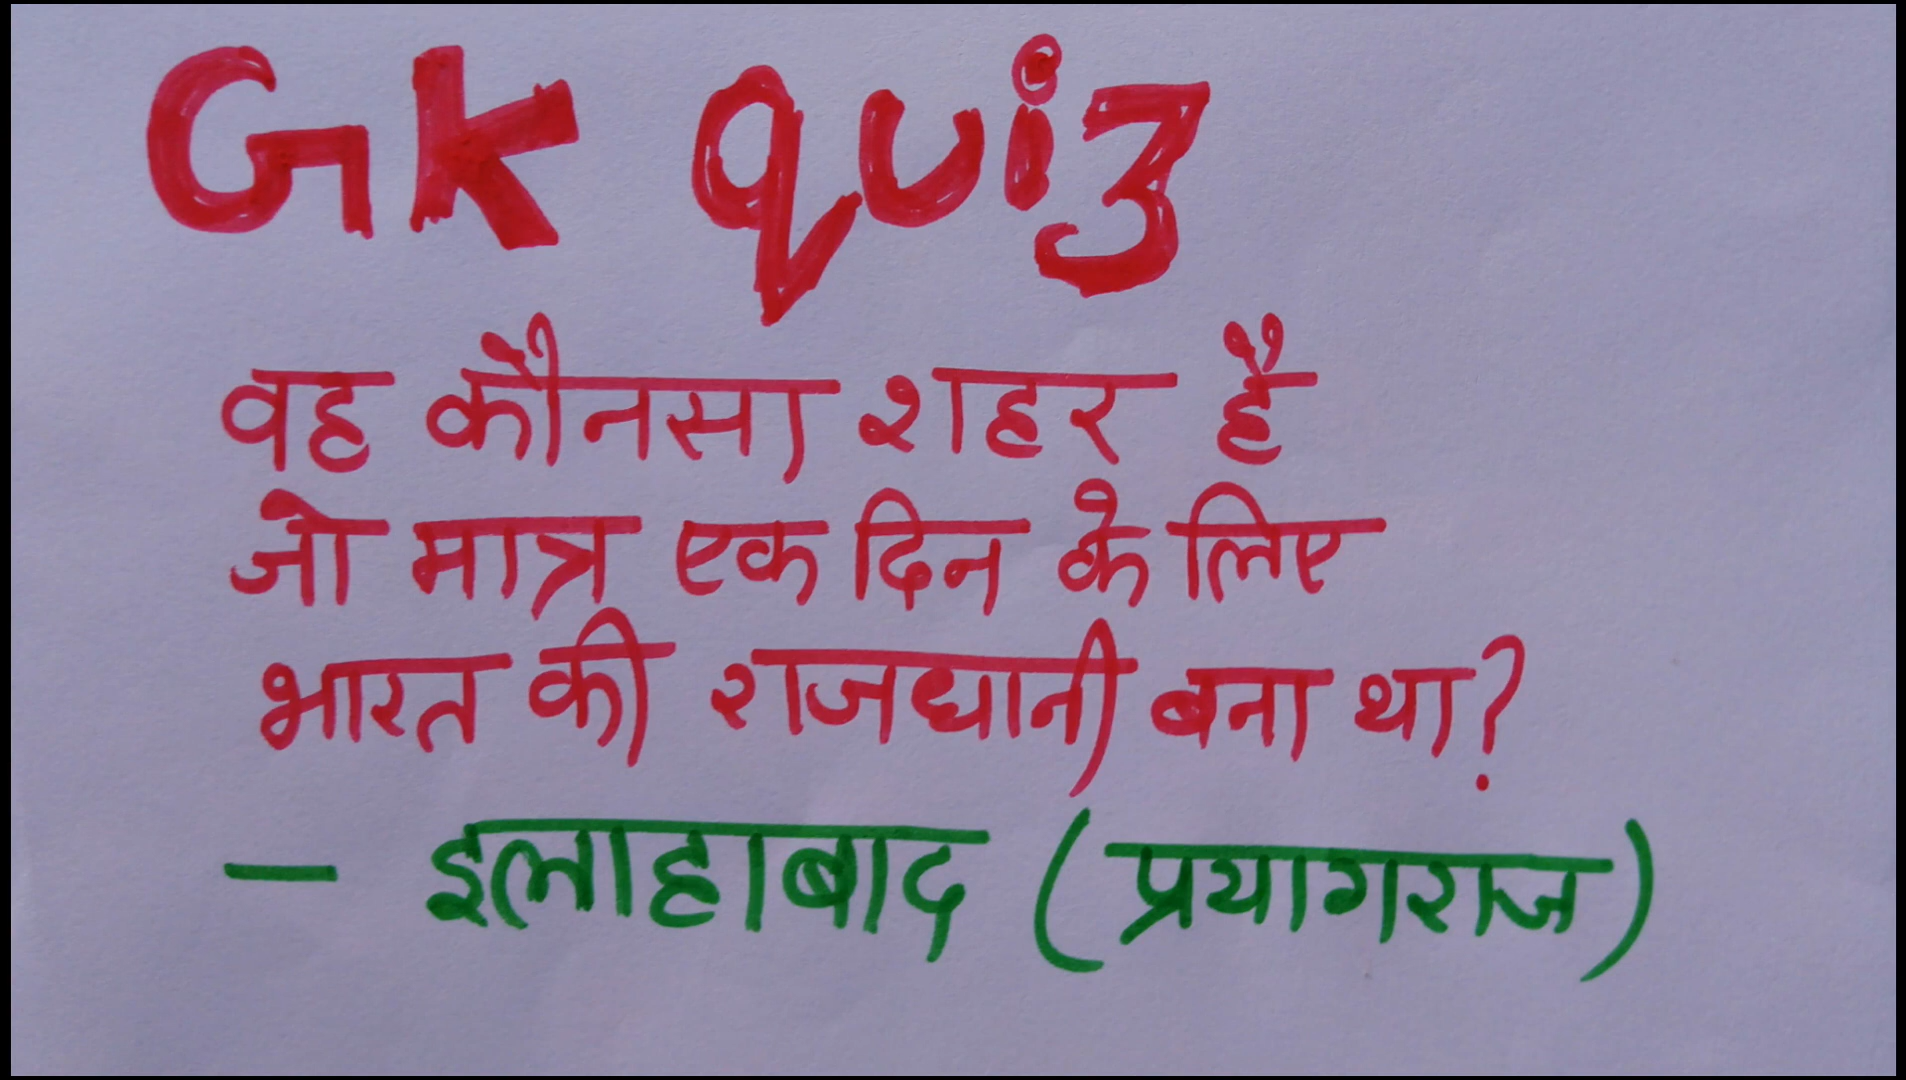 GK quiz
वह कौनसा शहर है
जो मात्र एक दिन के लिए
भारत की राजधानी बना था?
- इलाहाबाद (प्रयागराज)